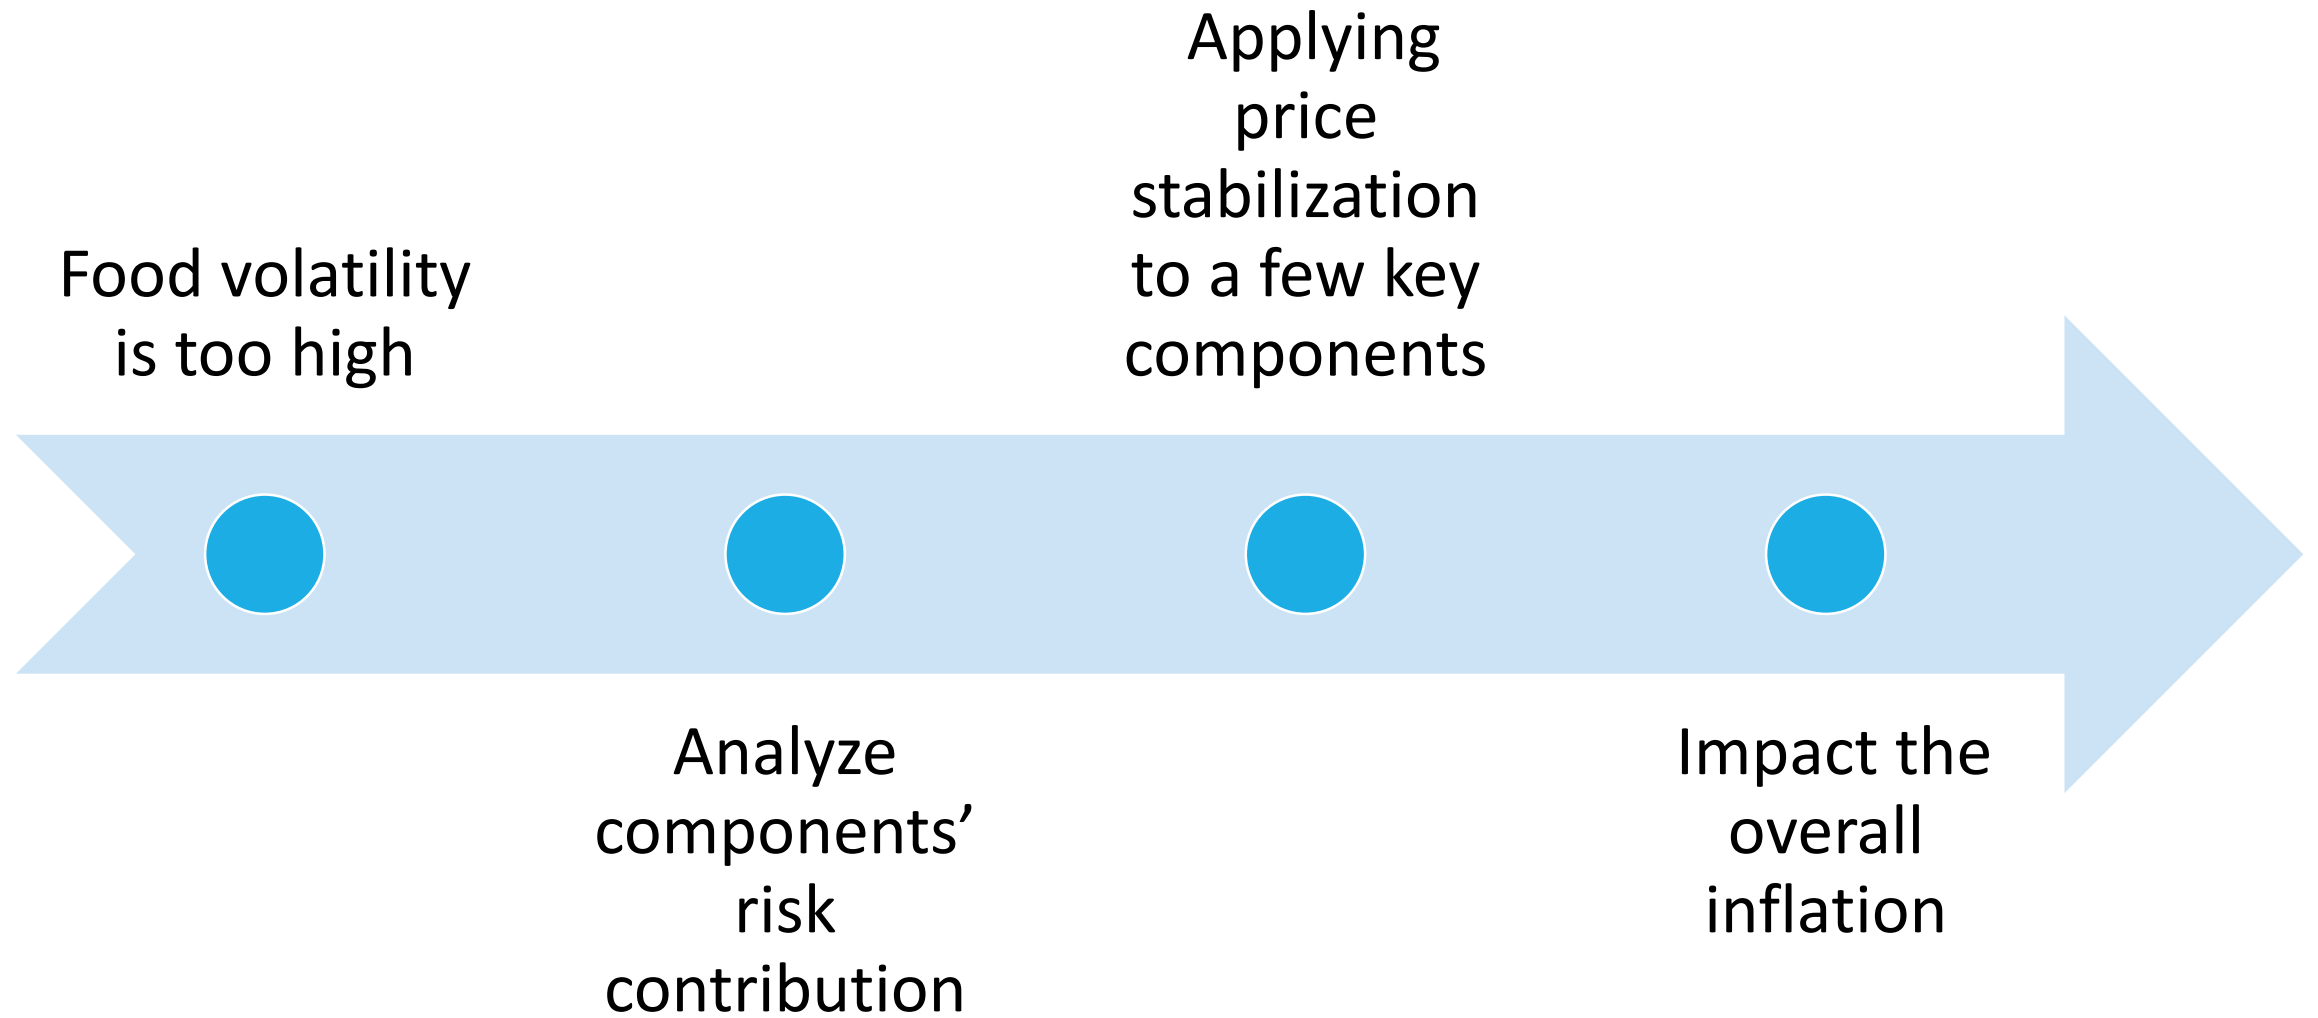 Food volatility
is too high
Analyze
components’
risk
contribution
Applying
price
stabilization
to a few key
components
Impact the
overall
inflation